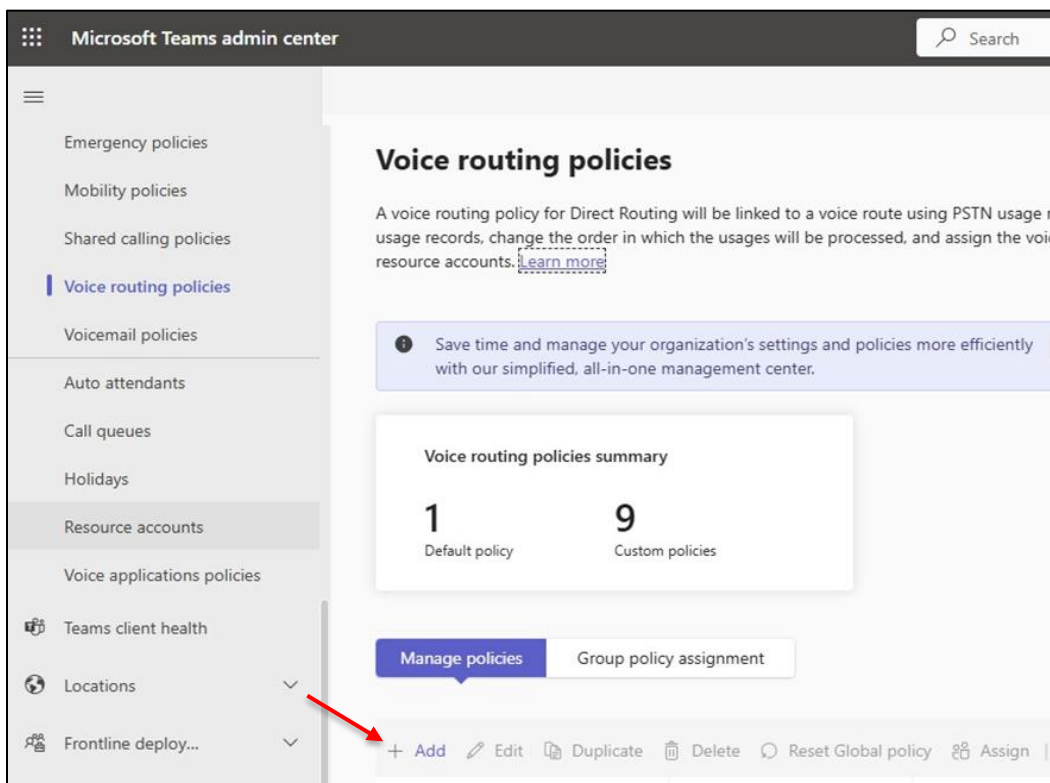 Microsoft Teams admin center
Search
Emergency policies
Mobility policies
Shared calling policies
Voice routing policies
Voicemail policies
Auto attendants
Call queues
Holidays
Resource accounts
Voice applications policies
Teams client health
Locations
Frontline deploy...
Voice routing policies
A voice routing policy for Direct Routing will be linked to a voice route using PSTN usage
usage records, change the order in which the usages will be processed, and assign the
resource accounts. Learn more
Save time and manage your organization's settings and policies more efficiently
with our simplified, all-in-one management center.
Voice routing policies summary
1 9
Default policy Custom policies
Manage policies Group policy assignment
+ Add Edit Duplicate Delete Reset Global policy Assign